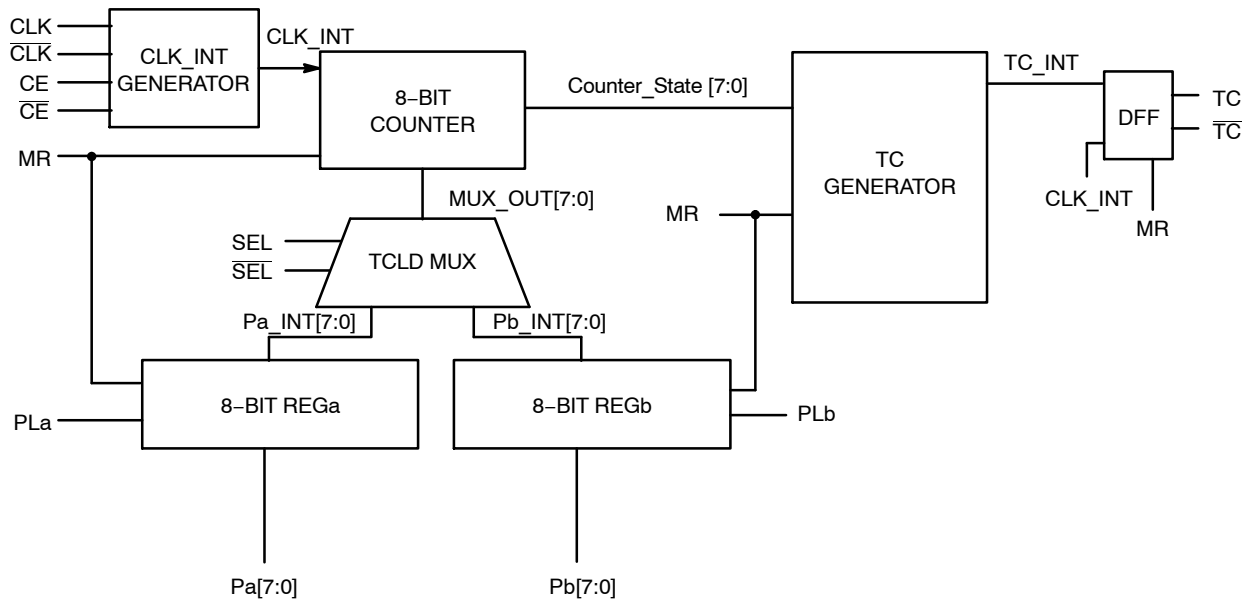 CLK
CLK
CE
CE
CLK_INT
GENERATOR
CLK_INT
8−BIT
COUNTER
Counter_State [7:0]
TC
GENERATOR
TC_INT
DFF
TC
TC
CLK_INT
MR
MR
MUX_OUT[7:0]
MR
SEL
SEL
TCLD MUX
Pa_INT[7:0]
Pb_INT[7:0]
8−BIT REGa
8−BIT REGb
PLa
PLb
Pa[7:0]
Pb[7:0]